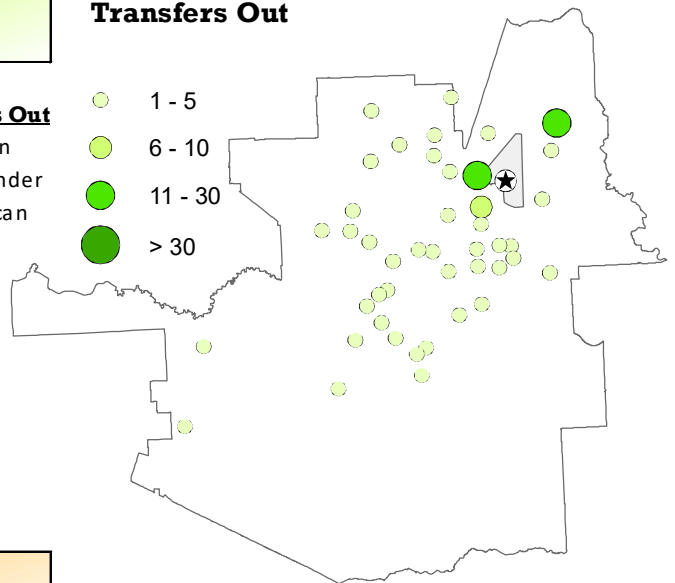 Transfers Out
s Out
n
nder
can
1 - 5
6 - 10
11 - 30
> 30